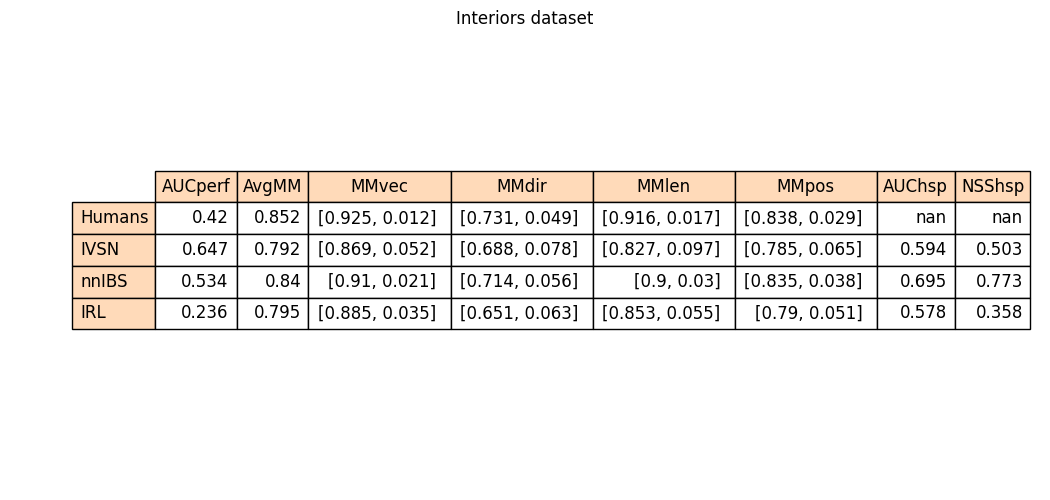 Interiors dataset
AUCperf AvgMM MMvec MMdir MMlen MMpos AUChsp NSShsp
Humans 0.42 0.852 [0.925, 0.012] [0.731, 0.049] [0.916, 0.017] [0.838, 0.029] nan nan
IVSN 0.647 0.792 [0.869, 0.052] [0.688, 0.078] [0.827, 0.097] [0.785, 0.065] 0.594 0.503
nnIBS 0.534 0.84 [0.91, 0.021] [0.714, 0.056] [0.9, 0.03] [0.835, 0.038] 0.695 0.773
IRL 0.236 0.795 [0.885, 0.035] [0.651, 0.063] [0.853, 0.055] [0.79, 0.051] 0.578 0.358